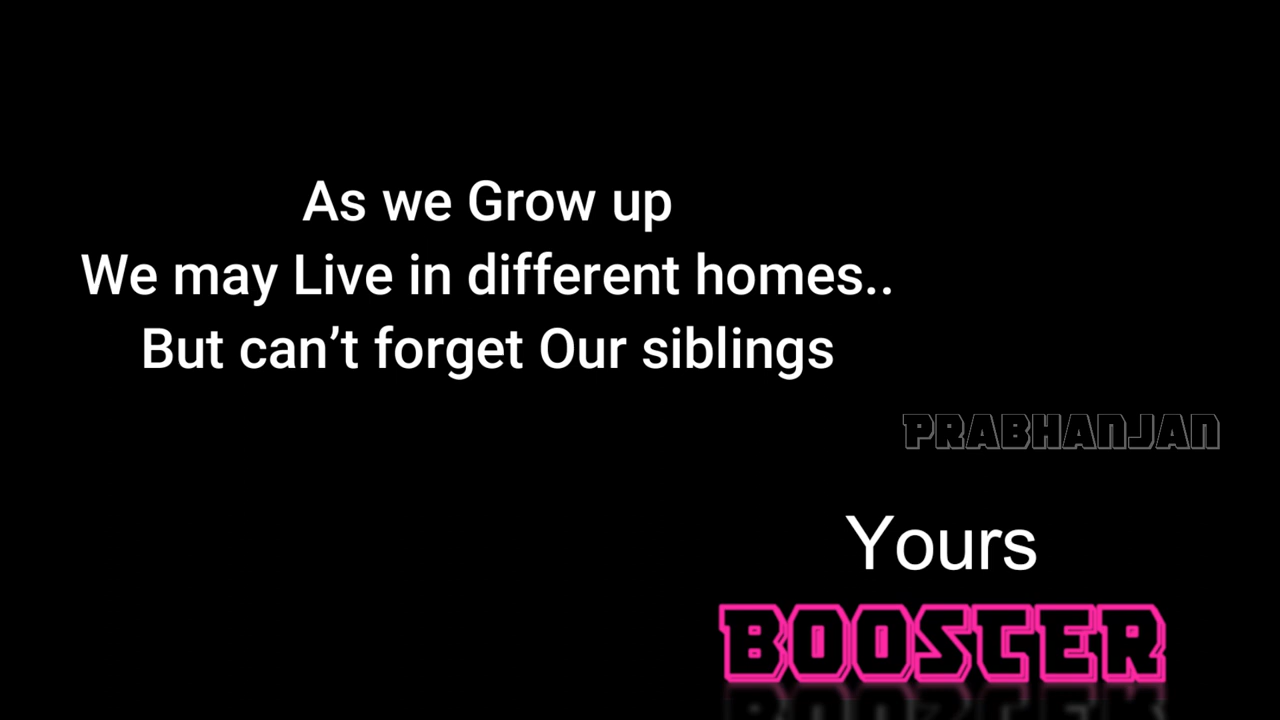 As we Grow up
We may Live in different homes..
But can’t forget Our siblings
PRABHANJAN
Yours
BOOSTER